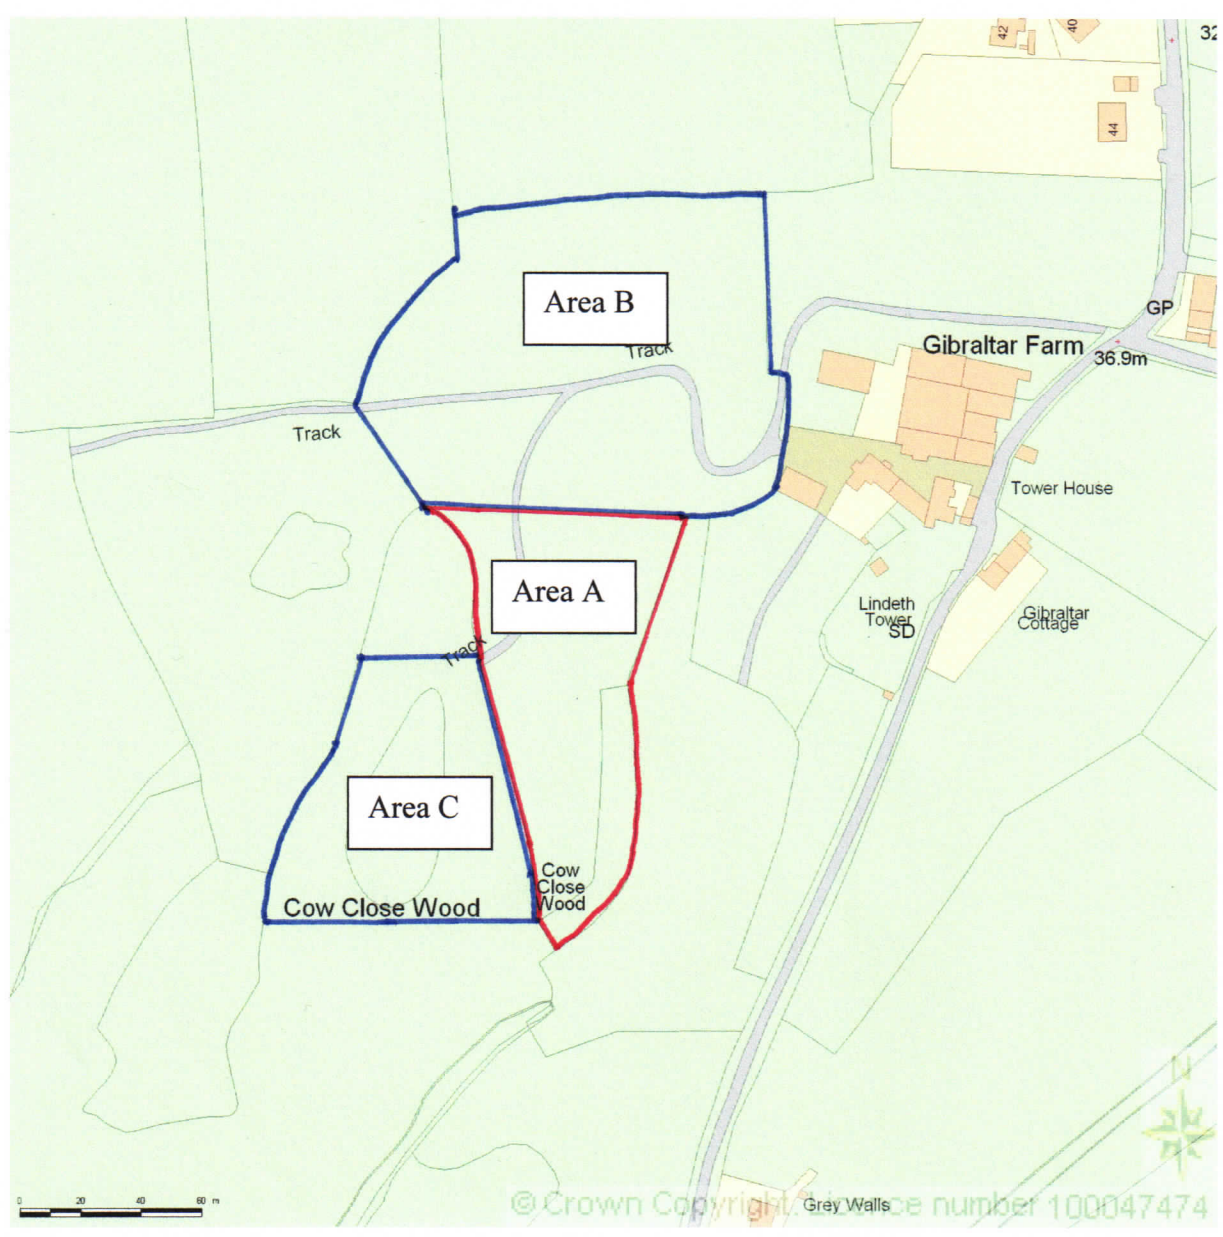 42
40
32
44
GP
Area B
Track
Gibraltar Farm
36.9m
Track
Tower House
Area A
Lindeth
Tower
SD
Gibraltar
Cottage
Track
Area C
Cow
Close
Wood
Cow Close Wood
N
0 20 40 60 m
© Crown Copyright. Licence number 100047474
Grey Walls